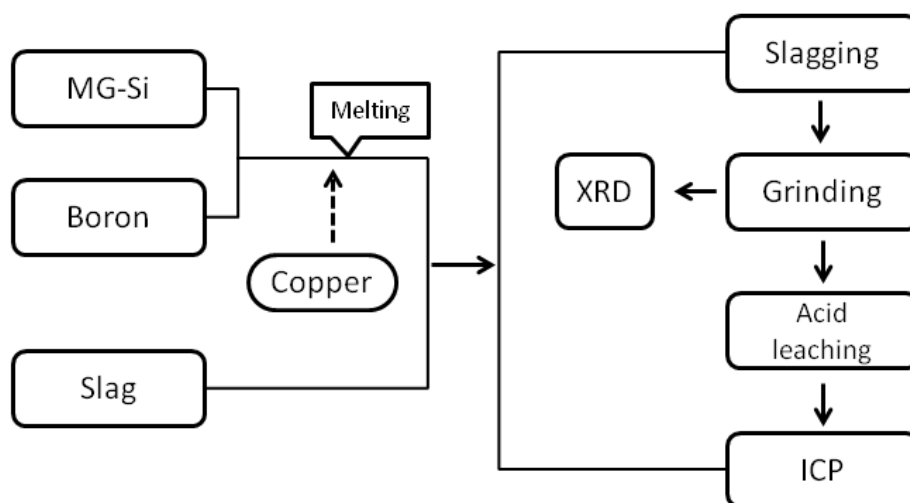 MG-Si
Boron
Melting
Copper
Slag
Slagging
XRD
Grinding
Acid
leaching
ICP